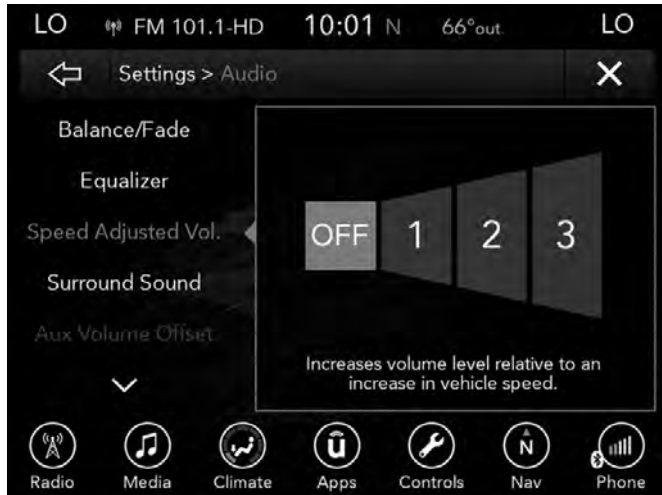 LO FM 101.1-HD 10:01 N 66°out LO
Settings > Audio
Balance/Fade
Equalizer
Speed Adjusted Vol.
Surround Sound
Aux Volume Offset
OFF 1 2 3
Increases volume level relative to an
increase in vehicle speed.
Radio Media Climate Apps Controls N Nav Phone